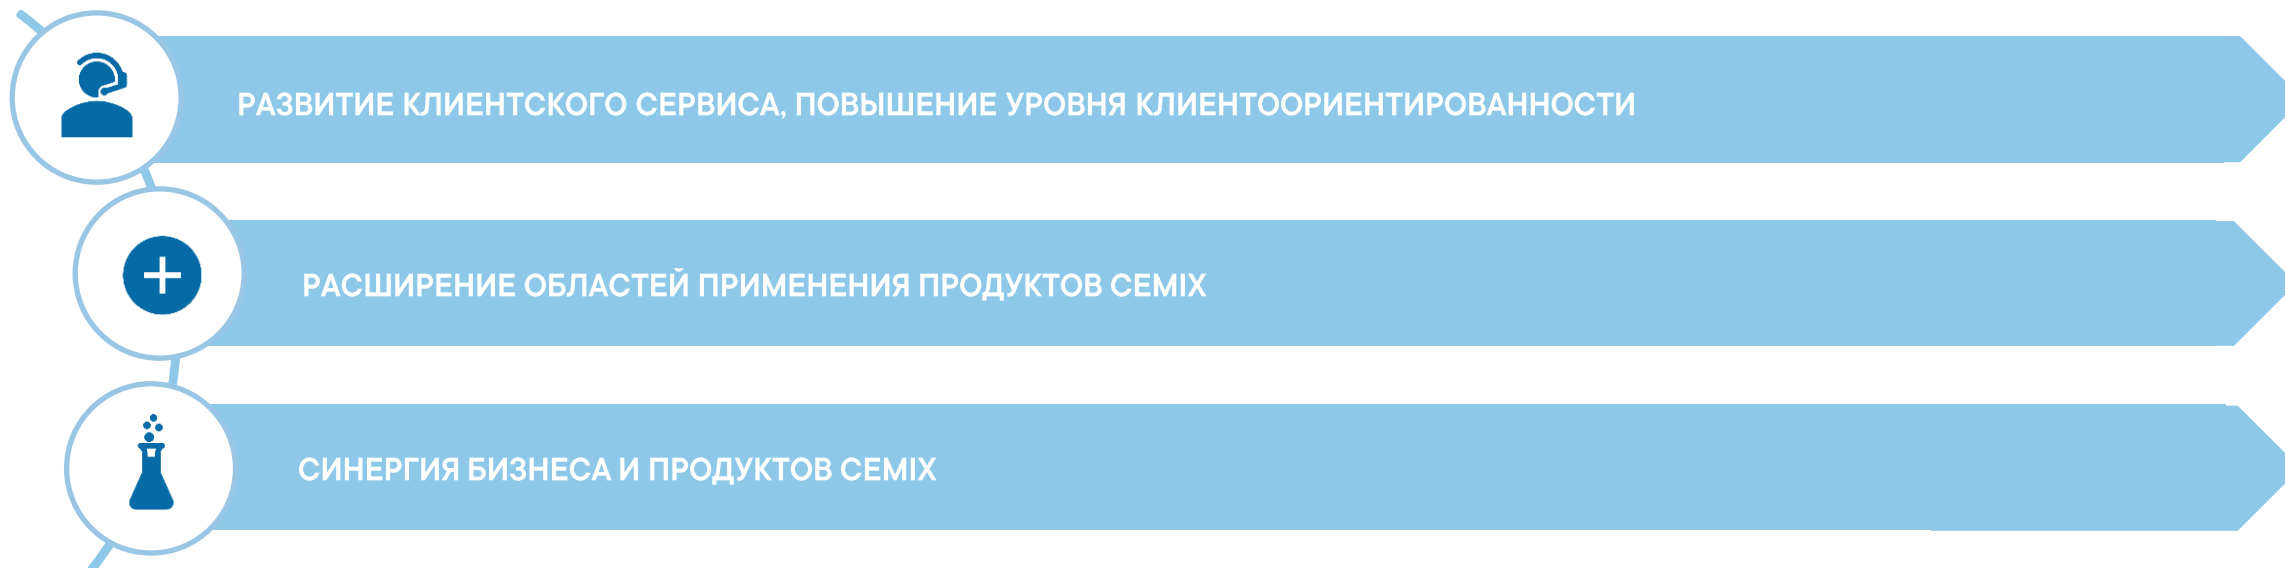 РАЗВИТИЕ КЛИЕНТСКОГО СЕРВИСА, ПОВЫШЕНИЕ УРОВНЯ КЛИЕНТООРИЕНТИРОВАННОСТИ
РАСШИРЕНИЕ ОБЛАСТЕЙ ПРИМЕНЕНИЯ ПРОДУКТОВ CEMIX
СИНЕРГИЯ БИЗНЕСА И ПРОДУКТОВ CEMIX